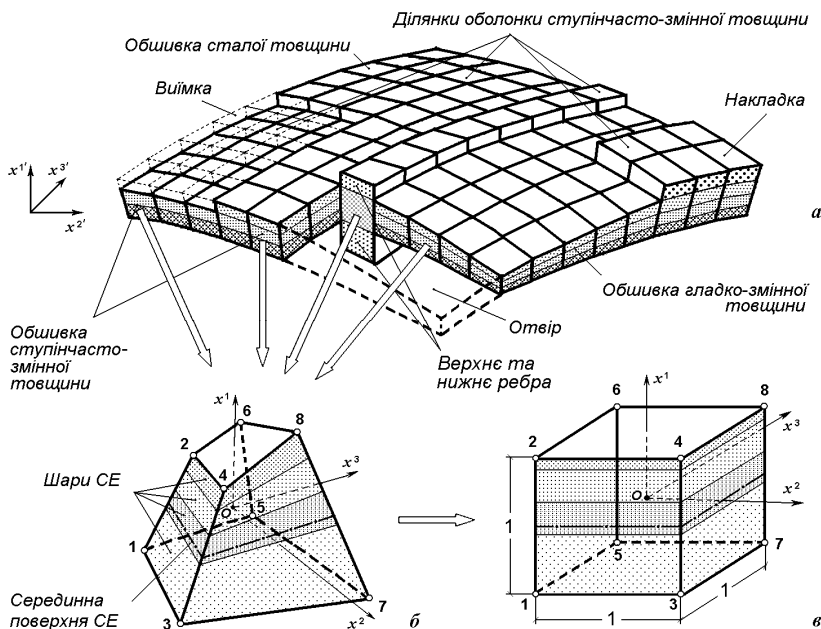 Ділянки оболонки ступінчасто-змінної товщини
Обшивка сталої товщини
Виїмка
Накладка
x1′
x3′
x2′
а
Обшивка гладко-змінної
товщини
Отвір
Обшивка
ступінчасто-
змінної
товщини
Верхнє та
нижнє ребра
x1
6
8
2
4
x3
Шари СЕ
O
5
1
Серединна
поверхня СЕ
3
7
x2
б
x1
6
8
x3
2
4
O
x2
1
5
7
1
3
1
1
в